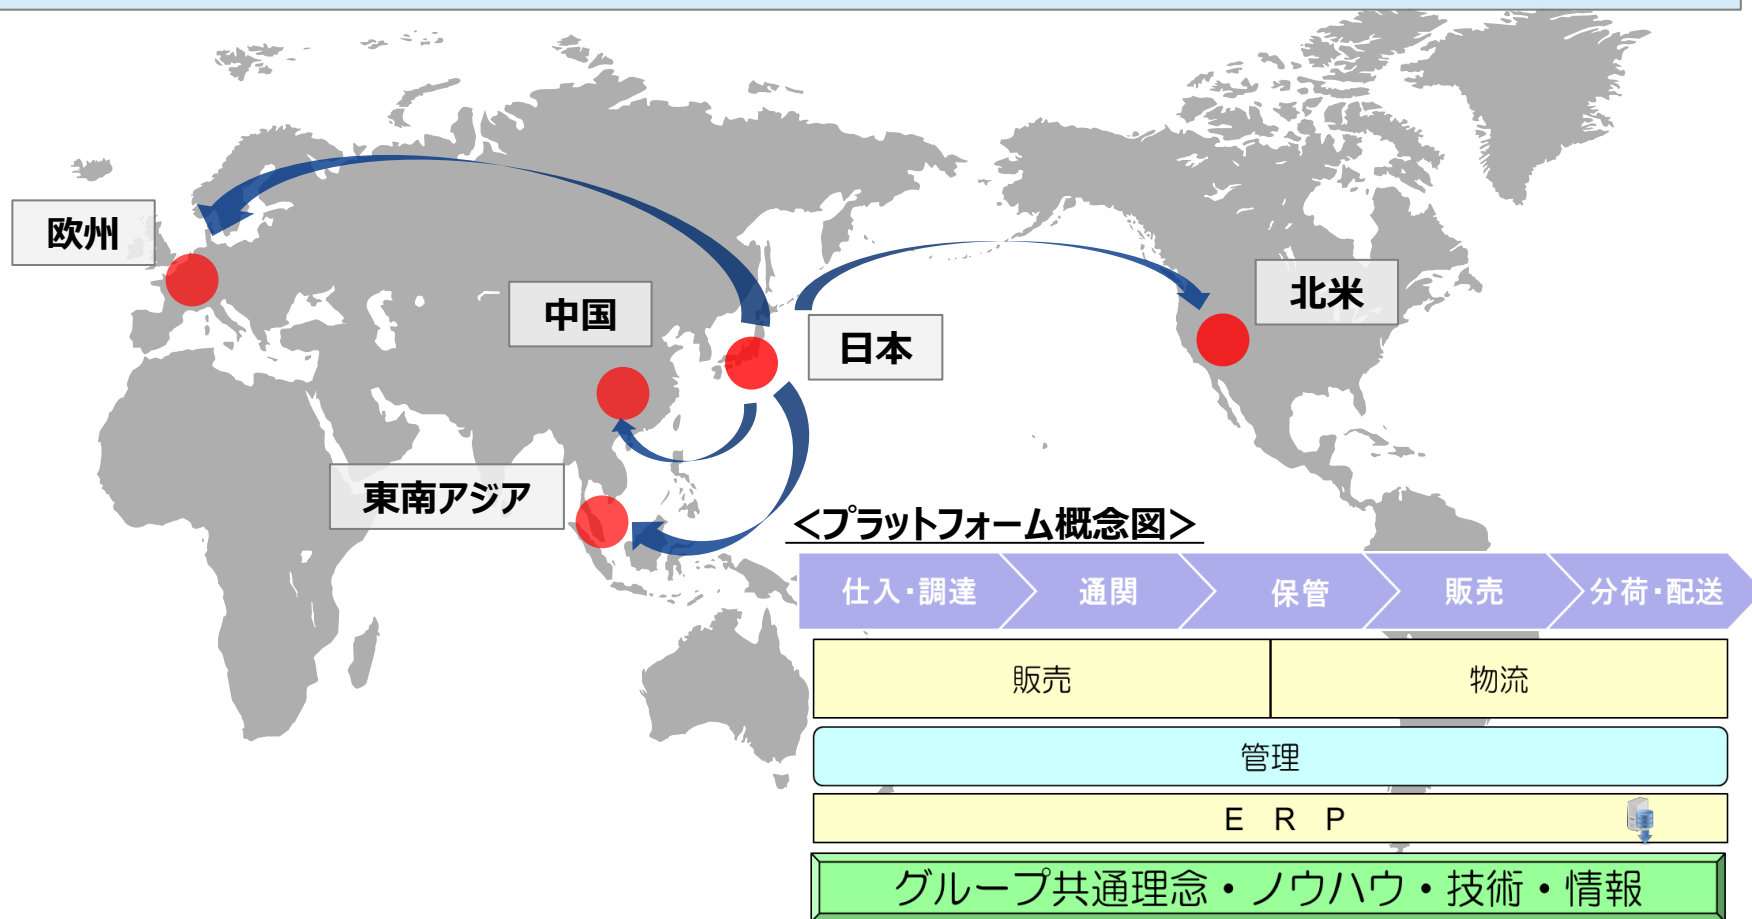 欧州
中国
日本
北米
東南アジア
<プラットフォーム概念図>
仕入・調達
通関
保管
販売
分荷・配送
販売
物流
管理
E R P
グループ共通理念・ノウハウ・技術・情報